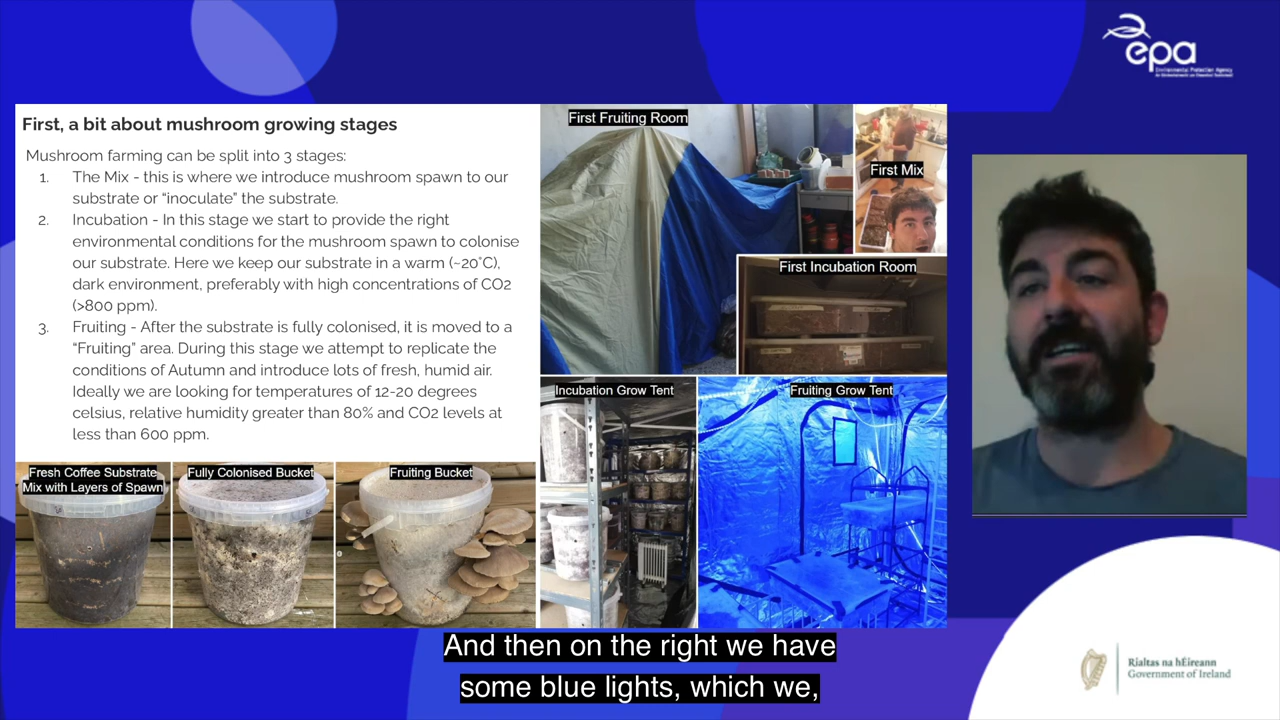 epa
First, a bit about mushroom growing stages
Mushroom farming can be split into 3 stages:
1. The Mix - this where we introduce mushroom spawn to our
substrate or “inoculate” the substrate.
2. Incubation - In this stage we start to provide the right
environmental conditions for the mushroom spawn to colonise
our substrate. Here we keep our substrate in a warm (~20°C),
dark environment, preferably with high concentrations of CO2
(>800 ppm).
3. Fruiting - After the substrate is fully colonised, it is moved to a
“Fruiting” area. During this stage we attempt to replicate the
conditions of Autumn and introduce lots of fresh, humid air.
Ideally we are looking for temperatures of 12-20 degrees
celsius, relative humidity greater than 80% and CO2 levels at
less than 600 ppm.
First Fruiting Room
First Mix
First Incubation Room
Incubation Grow Tent
Fruiting Grow Tent
Fresh Coffee Substrate
Mix with Layers of Spawn
Fully Colonised Bucket
Fruiting Bucket
And then on the right we have
some blue lights, which we,
Rialtas na hÉireann
Government of Ireland